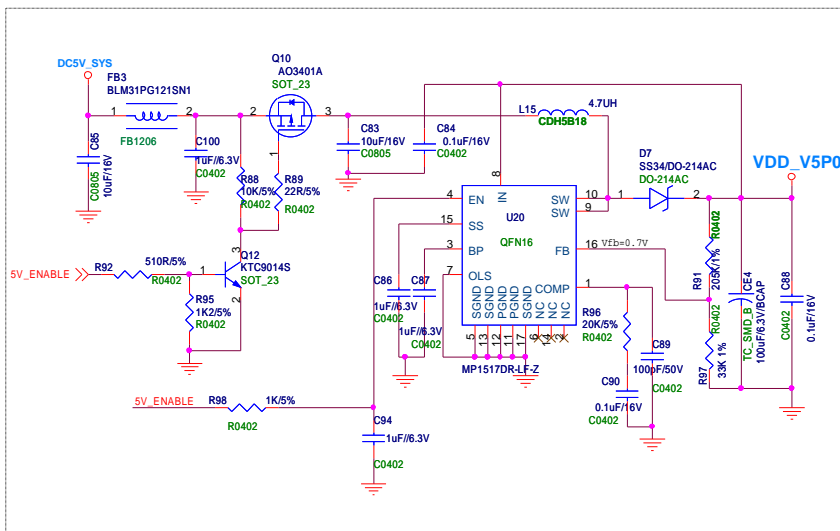 DC5V_SYS
FB3
BLM31PG121SN1
1
2
FB1206
C85
10uF/16V
C0805
C100
1uF//6.3V
C0402
Q10
AO3401A
SOT_23
2
3
1
R88
10K/5%
R0402
R89
22R/5%
R0402
C83
10uF/16V
C0805
C84
0.1uF/16V
C0402
L15
4.7UH
CDH5B18
D7
SS34/DO-214AC
DO-214AC
1
2
VDD_V5P0
5V_ENABLE
R92
510R/5%
R0402
R95
1K2/5%
R0402
Q12
KTC9014S
SOT_23
1
3
2
C86
1uF//6.3V
C0402
C87
1uF//6.3V
C0402
8
IN
4
EN
15
SS
3
BP
7
OLS
U20
QFN16
SW
10
SW
9
FB
16
Vfb=0.7V
COMP
1
SGND
SGND
PGND
PGND
SGND
NC
NC
NC
5
13
12
11
17
6
14
2
MP1517DR-LF-Z
R96
20K/5%
R0402
C89
100pF/50V
C0402
C90
0.1uF/16V
C0402
R91
205K/1%
R0402
R97
33K 1%
R0402
CE4
100uF/6.3V/BCAP
TC_SMD_B
C88
0.1uF/16V
C0402
5V_ENABLE
R98
1K/5%
R0402
C94
1uF//6.3V
C0402